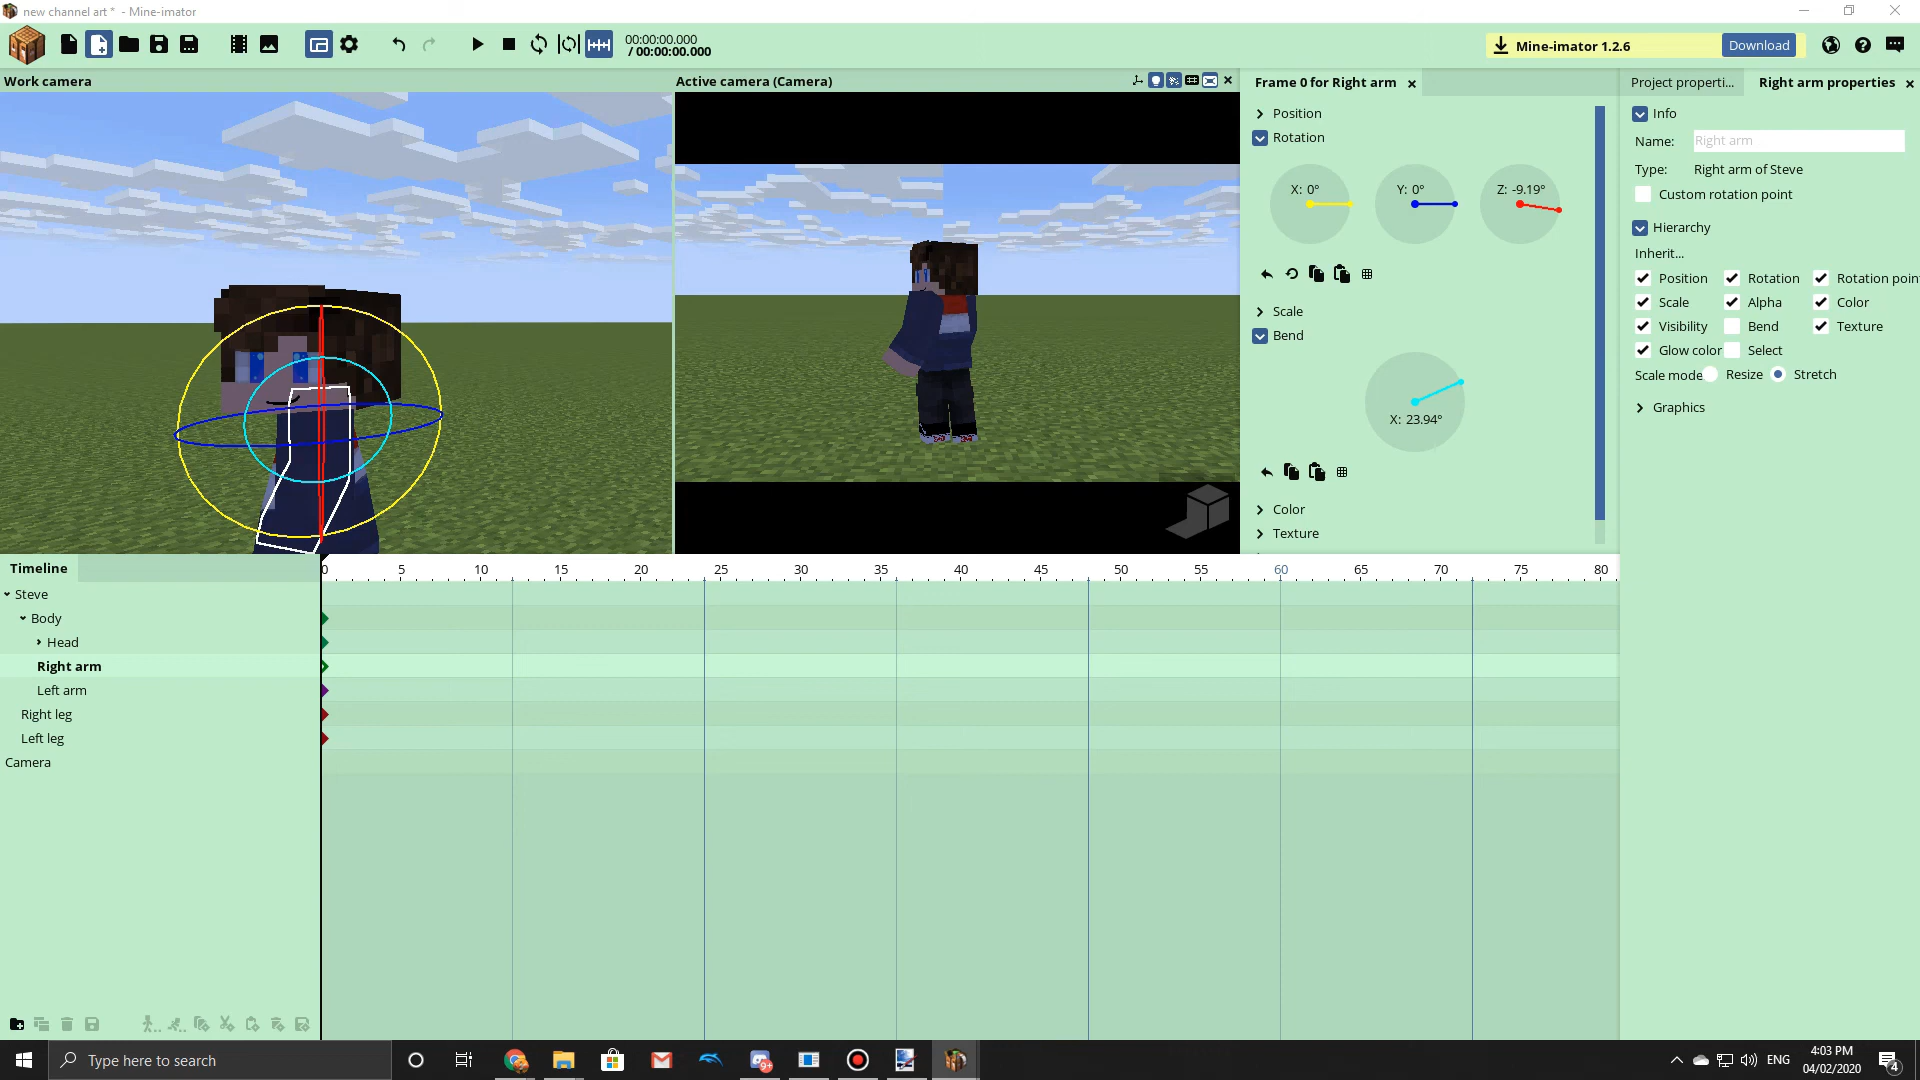 new channel art * - Mine-imator
00:00:00.000
/ 00:00:00.000
Mine-imator 1.2.6
Download
Work camera
Active camera (Camera)
Frame 0 for Right arm
Position
Rotation
X: 0°
Y: 0°
Z: -9.19°
Scale
Bend
X: 23.94°
Color
Texture
Project properti...
Right arm properties
Info
Name:
Right arm
Type:
Right arm of Steve
Custom rotation point
Hierarchy
Inherit...
Position
Rotation
Rotation poin
Scale
Alpha
Color
Visibility
Bend
Texture
Glow color
Select
Scale mode
Resize
Stretch
Graphics
Timeline
0 5 10 15 20 25 30 35 40 45 50 55 60 65 70 75 80
Steve
Body
Head
Right arm
Left arm
Right leg
Left leg
Camera
Type here to search
9+
ENG
4:03 PM
04/02/2020
4